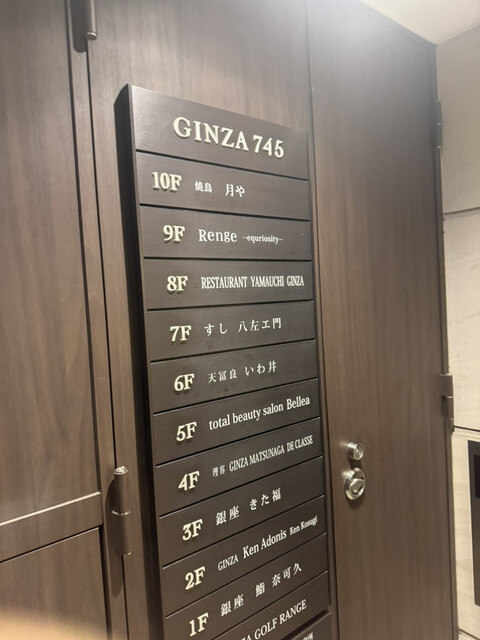 GINZA 745
10F 焼鳥 月や
9F Renge -equriosity-
8F RESTAURANT YAMAUCHI GINZA
7F すし 八左エ門
6F 天冨良 いわ井
5F total beauty salon Bellea
4F 理容 GINZA MATSUNAGA DE CLASSE
3F 銀座 きた福
2F GINZA Ken Adonis Ken Kosugi
1F 銀座 鮨 奈可久
GOLF RANGE